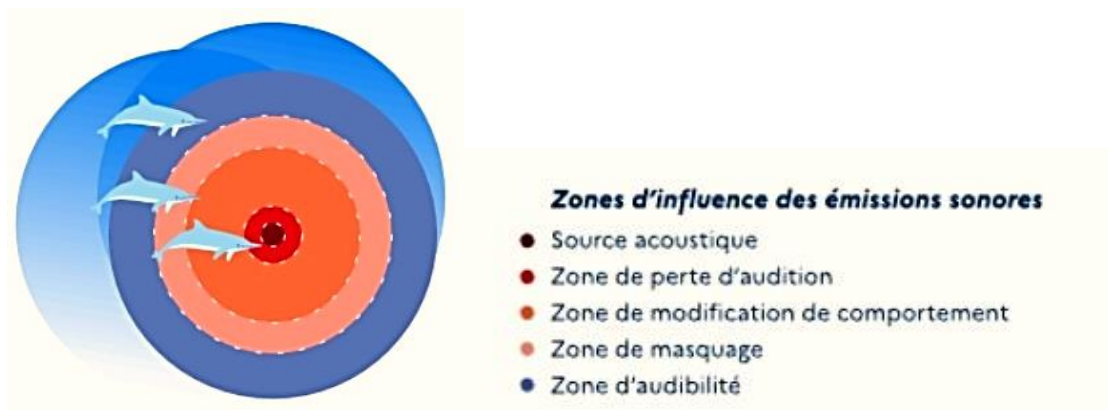 Zones d'influence des émissions sonores
Source acoustique
Zone de perte d'audition
Zone de modification de comportement
Zone de masquage
Zone d'audibilité